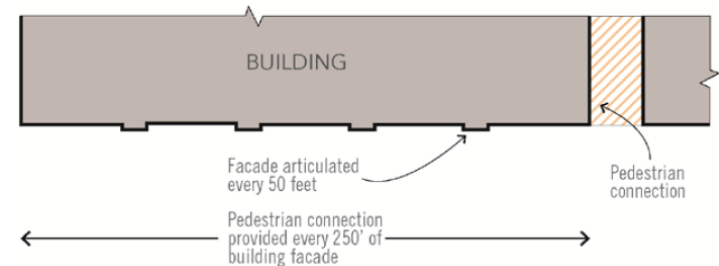 BUILDING
Facade articulated
every 50 feet
Pedestrian
connection
Pedestrian connection
provided every 250' of
building facade